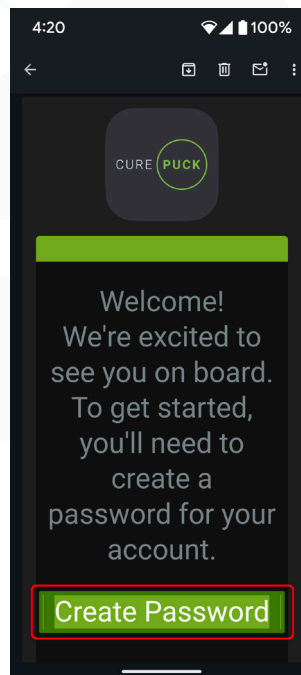 4:20 100%
CURE PUCK
Welcome!
We're excited to
see you on board.
To get started,
you'll need to
create a
password for your
account.
Create Password